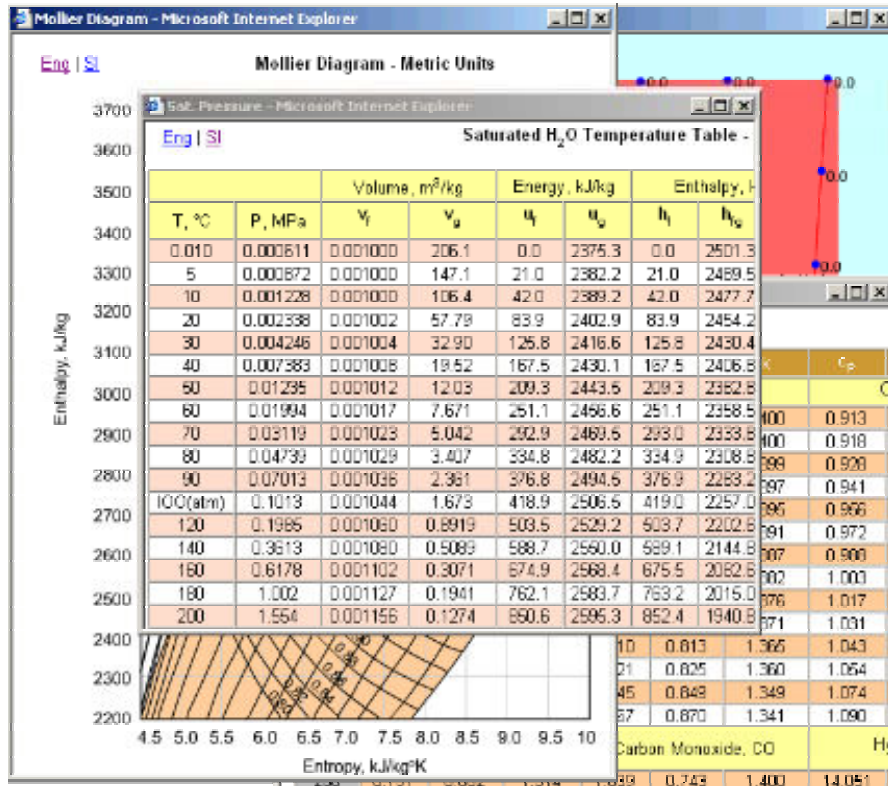 Mollier Diagram - Microsoft Internet Explorer
Eng | SI
Mollier Diagram - Metric Units
Sat. Pressure - Microsoft Internet Explorer
Eng | SI
Saturated H2O Temperature Table -
Volume, m³/kg Energy, kJ/kg Enthalpy,
T, °C P, MPa vf vg uf ug hf hfg
0.010 0.000611 0.001000 206.1 0.0 2375.3 0.0 2501.3
5 0.000872 0.001000 147.1 21.0 2382.2 21.0 2489.5
10 0.001228 0.001000 106.4 42.0 2389.2 42.0 2477.7
20 0.002338 0.001002 57.79 83.9 2402.9 83.9 2454.2
30 0.004246 0.001004 32.90 125.8 2416.6 125.8 2430.4
40 0.007383 0.001008 19.52 167.5 2430.1 167.5 2406.8
50 0.01235 0.001012 12.03 209.3 2443.5 209.3 2382.8
60 0.01994 0.001017 7.671 251.1 2456.6 251.1 2358.5
70 0.03119 0.001023 5.042 292.9 2469.5 293.0 2333.8
80 0.04739 0.001029 3.407 334.8 2482.2 334.9 2308.8
90 0.07013 0.001036 2.361 376.8 2494.5 376.9 2283.2
100(atm) 0.1013 0.001044 1.673 418.9 2506.5 419.0 2257.0
120 0.1985 0.001060 0.8919 503.5 2529.2 503.7 2202.6
140 0.3613 0.001080 0.5089 588.7 2550.0 589.1 2144.8
160 0.6178 0.001102 0.3071 674.9 2568.4 675.5 2082.6
180 1.002 0.001127 0.1941 762.1 2583.7 763.2 2015.0
200 1.554 0.001156 0.1274 850.6 2595.3 852.4 1940.8
3700
3600
3500
3400
3300
3200
3100
3000
2900
2800
2700
2600
2500
2400
2300
2200
Enthalpy, kJ/kg
4.5 5.0 5.5 6.0 6.5 7.0 7.5 8.0 8.5 9.0 9.5 10
Entropy, kJ/kg°K
0.0 0.0 0.0
0.0
0.0
k cp
0.913
0.918
0.928
0.941
0.956
0.972
0.988
1.003
1.017
1.031
0.813 1.365 1.043
0.825 1.360 1.054
0.849 1.349 1.074
0.870 1.341 1.090
Carbon Monoxide, CO
0.743 1.400 14.051